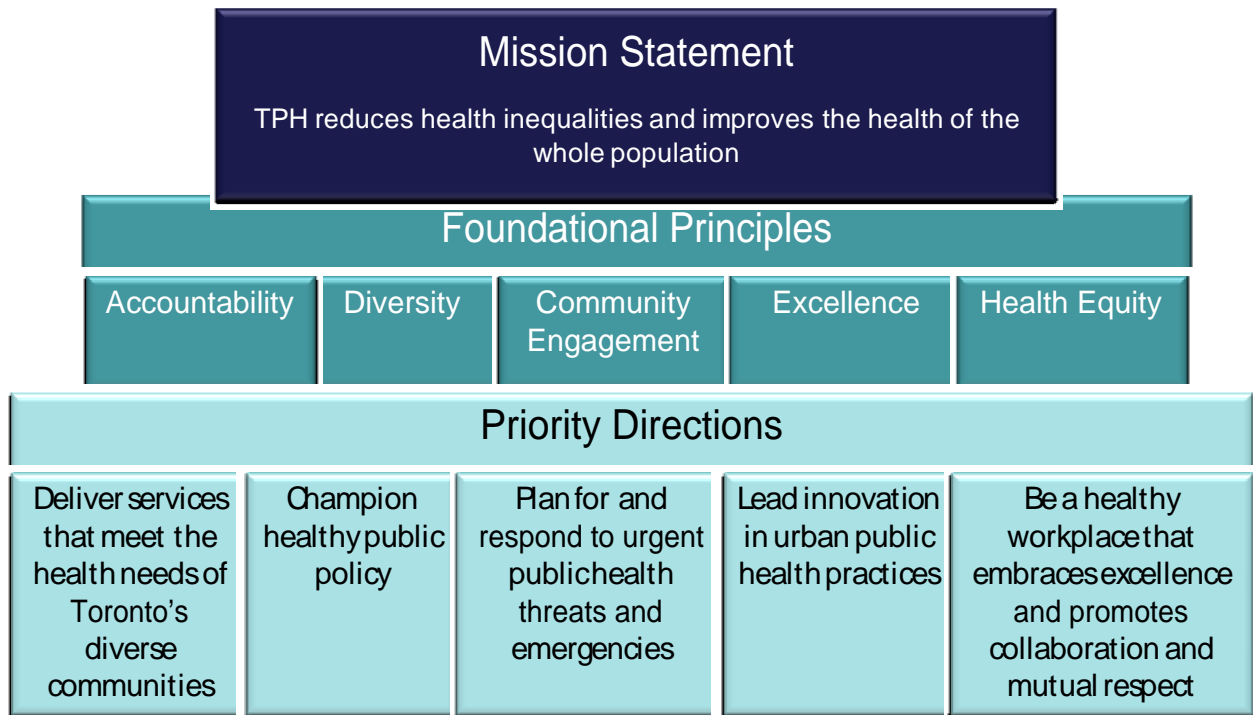 Mission Statement
TPH reduces health inequalities and improves the health of the
whole population
Foundational Principles
Accountability
Diversity
Community
Engagement
Excellence
Health Equity
Priority Directions
Deliver services
that meet the
health needs of
Toronto's
diverse
communities
Champion
healthy public
policy
Plan for and
respond to urgent
public health
threats and
emergencies
Lead innovation
in urban public
health practices
Be a healthy
workplace that
embraces excellence
and promotes
collaboration and
mutual respect